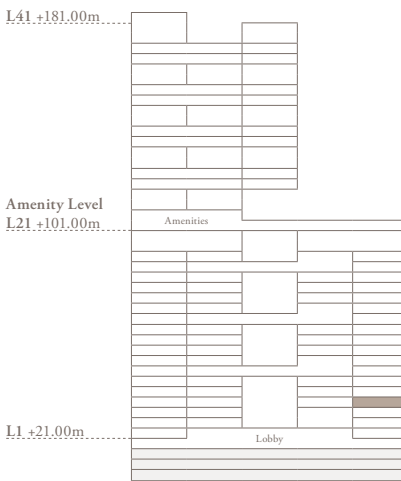 L41 +181.00m
Amenity Level
L21 +101.00m
Amenities
L1 +21.00m
Lobby